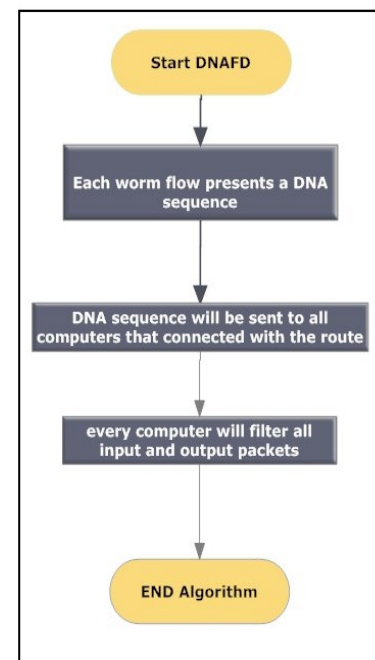 Start DNAFD
Each worm flow presents a DNA
sequence
DNA sequence will be sent to all
computers that connected with the route
every computer will filter all
input and output packets
END Algorithm